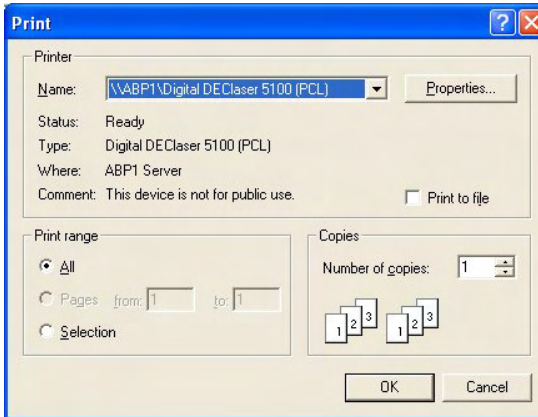 Print
Printer
Name: \\ABP1\Digital DEClaser 5100 (PCL) Properties...
Status: Ready
Type: Digital DEClaser 5100 (PCL)
Where: ABP1 Server
Comment: This device is not for public use. Print to file
Print range
All
Pages from: 1 to: 1
Selection
Copies
Number of copies: 1
1 2 3 1 2 3
OK Cancel